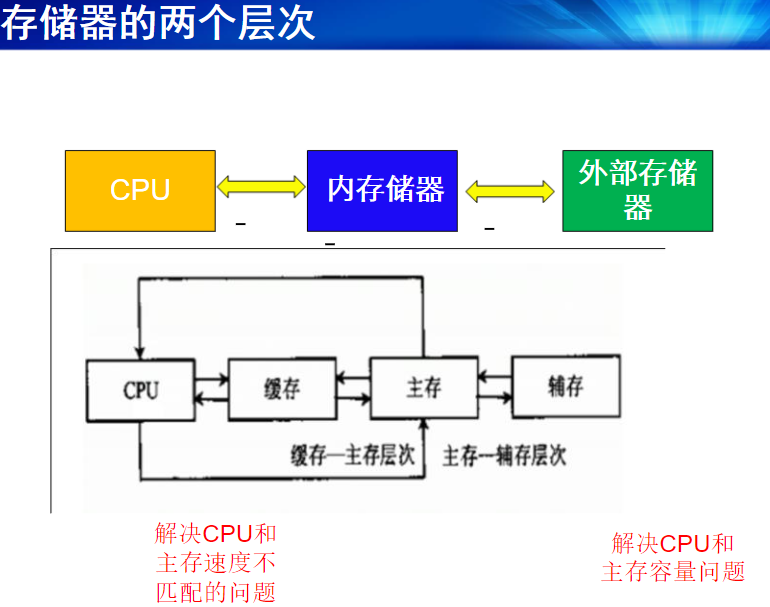 存储器的两个层次
CPU
内存储器
外部存储
器
CPU
缓存
主存
辅存
缓存—主存层次
主存—辅存层次
解决CPU和
主存速度不
匹配的问题
解决CPU和
主存容量问题